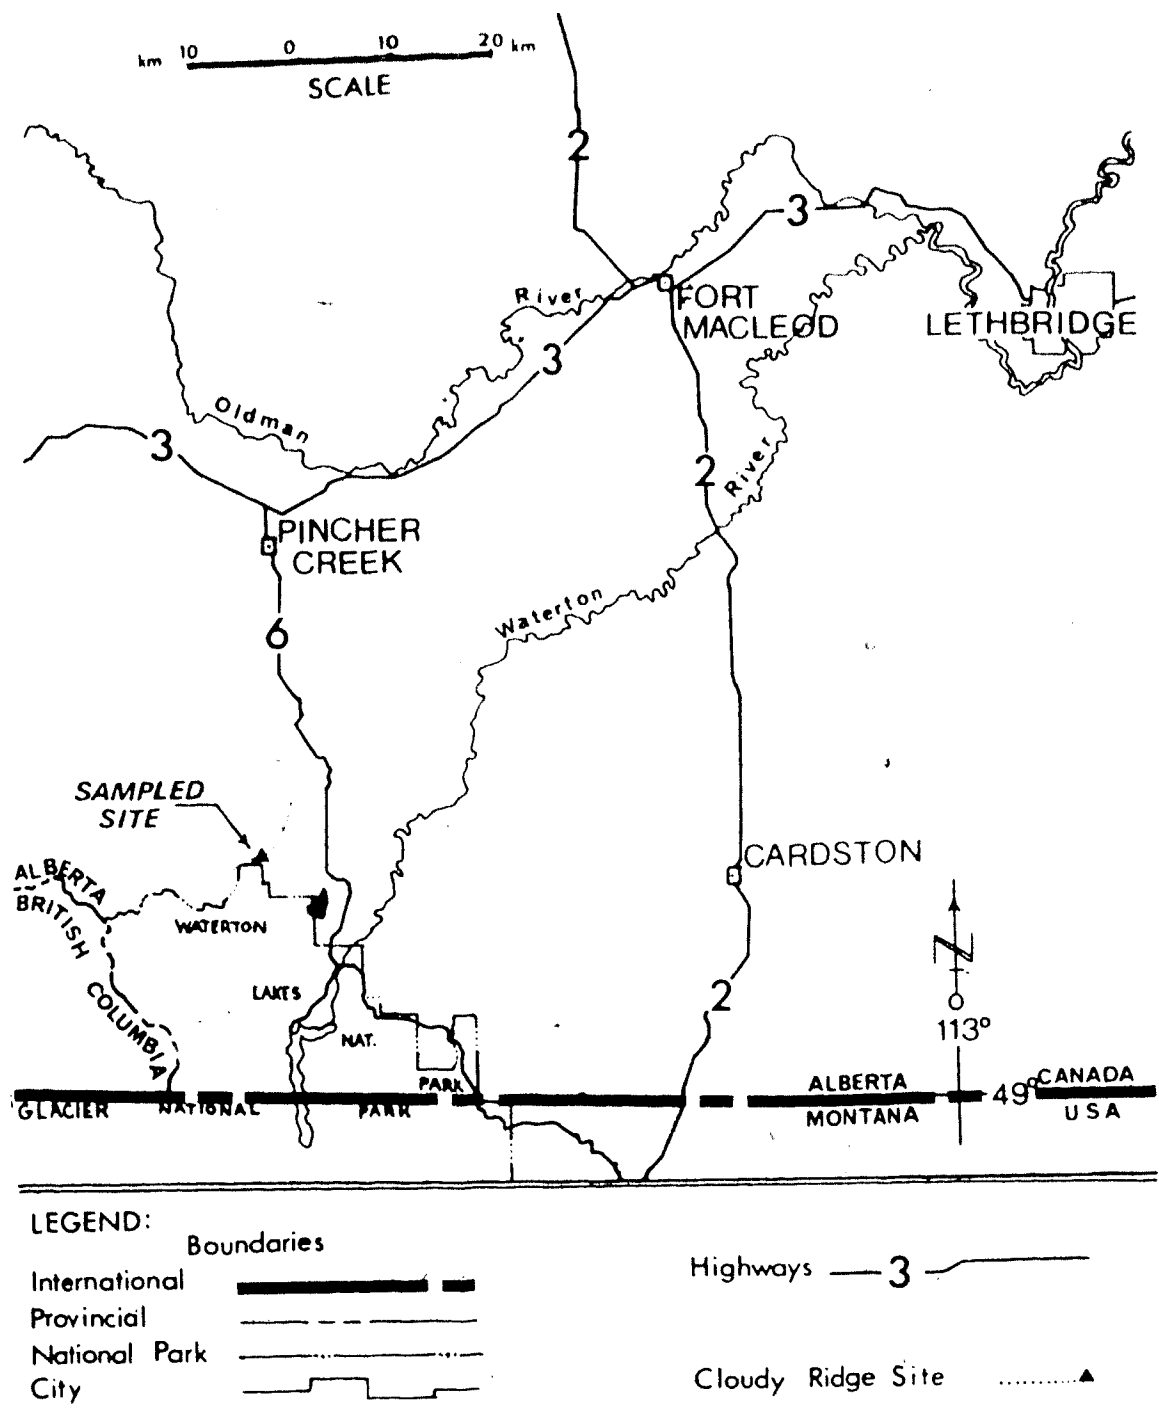 km 10 0 10 20 km
SCALE
2
3
River
FORT
MACLEOD
LETHBRIDGE
3
Oldman
3
2
River
PINCHER
CREEK
Waterton
6
SAMPLED
SITE
CARDSTON
ALBERTA
BRITISH COLUMBIA
WATERTON
N
LAKES
2
113°
NAT.
PARK
ALBERTA
49° CANADA
GLACIER NATIONAL PARK
MONTANA
USA
LEGEND:
Boundaries
International
Highways 3
Provincial
National Park
Cloudy Ridge Site
City